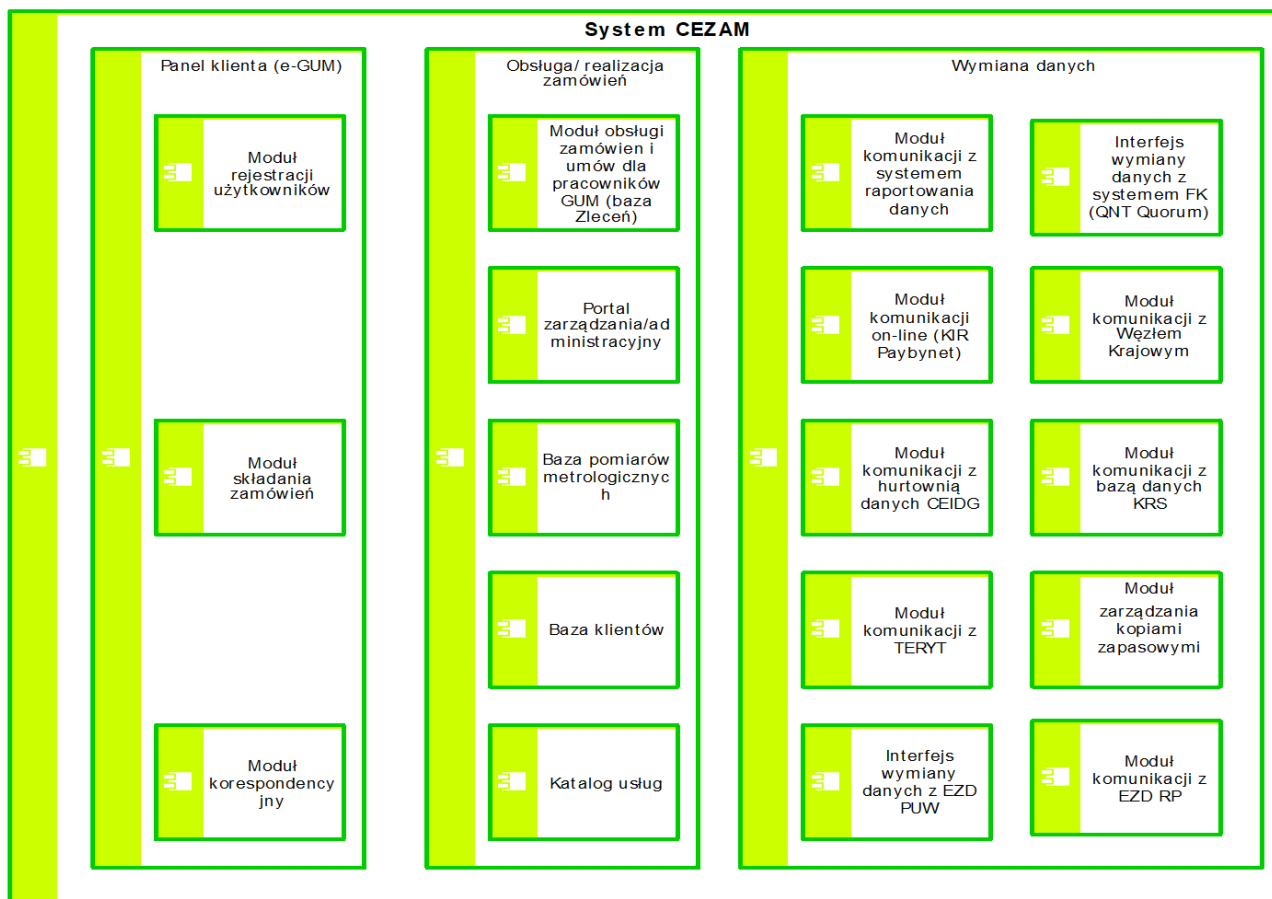 System CEZAM
Panel klienta (e-GUM)
Moduł
rejestracji
użytkowników
Moduł
składania
zamówień
Moduł
korespondency
jny
Obsługa/ realizacja
zamówień
Moduł obsługi
zamówien i
umów dla
pracowników
GUM (baza
Zleceń)
Portal
zarządzania/ad
ministracyjny
Baza pomiarów
metrologicznyc
h
Baza klientów
Katalog usług
Wymiana danych
Moduł
komunikacji z
systemem
raportowania
danych
Interfejs
wymiany
danych z
systemem FK
(QNT Quorum)
Moduł
komunikacji
on-line (KIR
Paybynet)
Moduł
komunikacji z
Węzłem
Krajowym
Moduł
komunikacji z
hurtownią
danych CEIDG
Moduł
komunikacji z
bazą danych
KRS
Moduł
komunikacji z
TERYT
Moduł
zarządzania
kopiami
zapasowymi
Interfejs
wymiany
danych z EZD
PUW
Moduł
komunikacji z
EZD RP